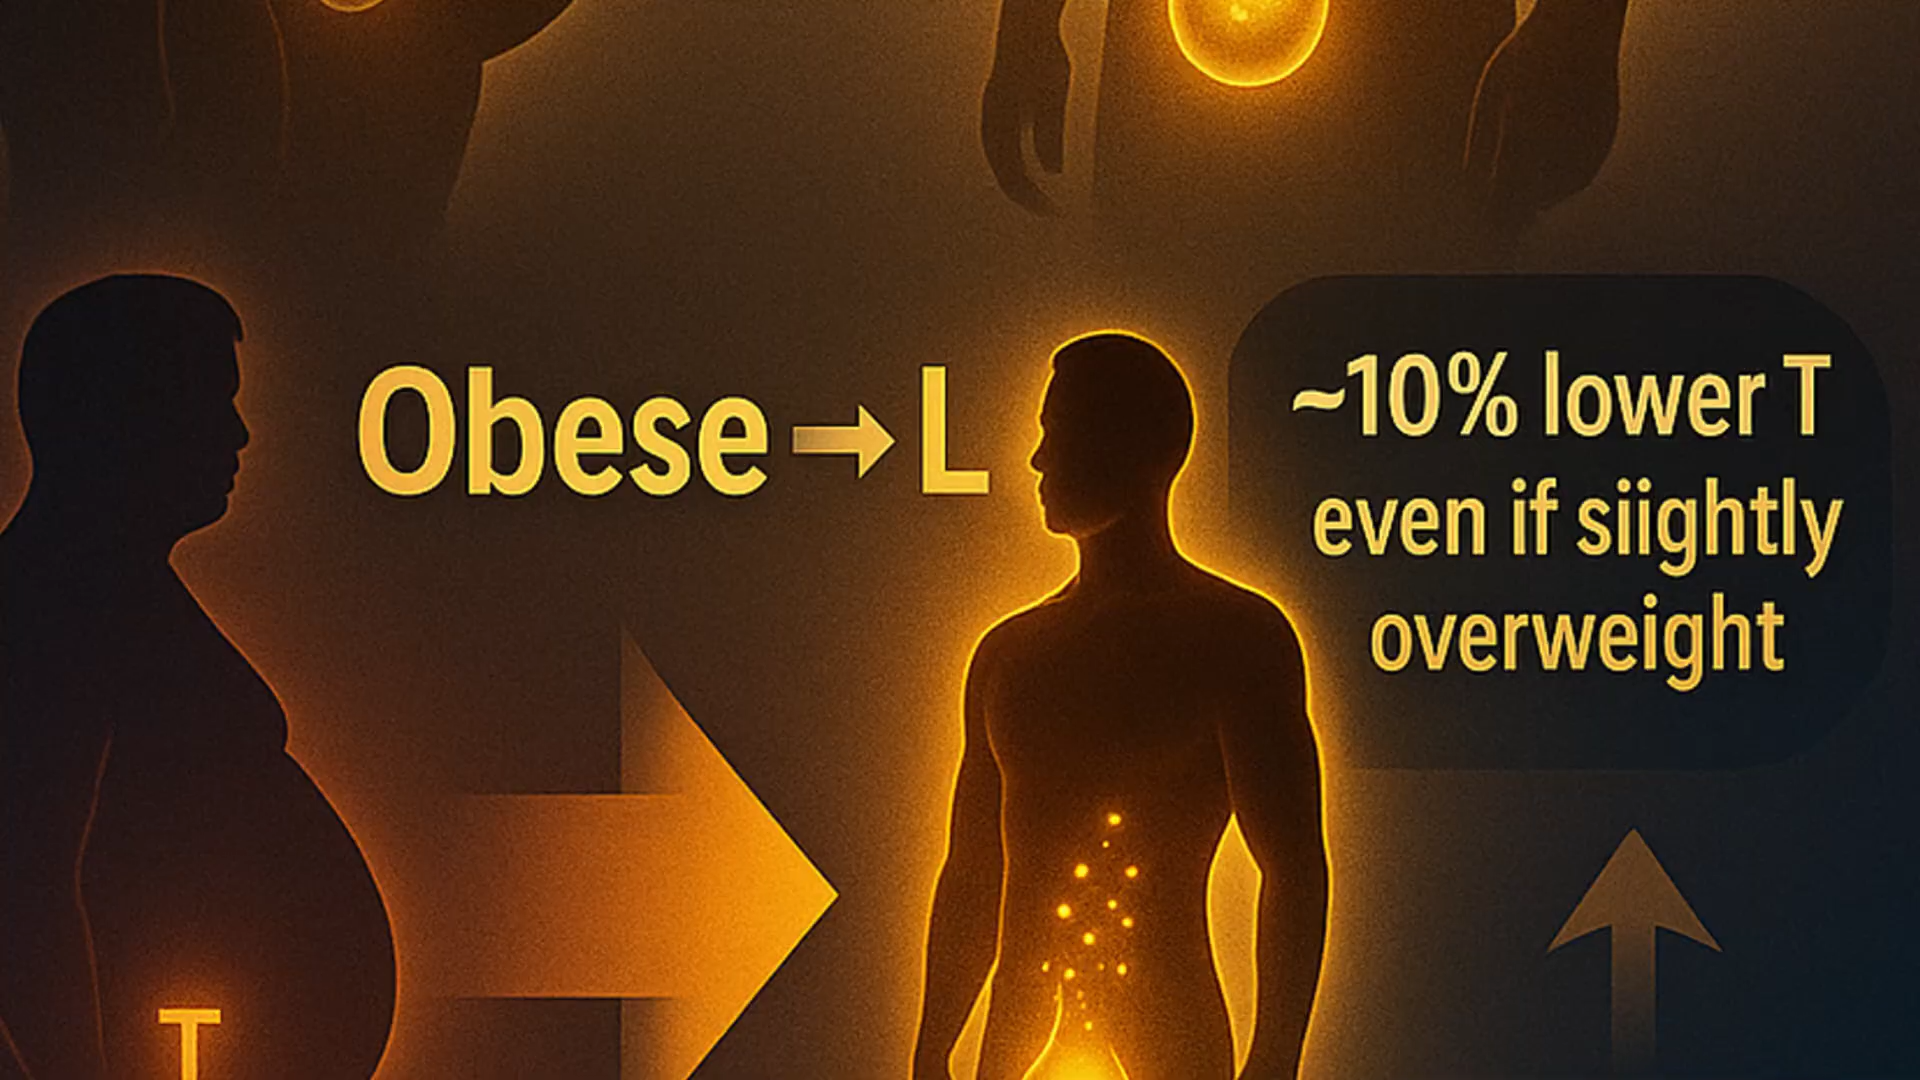 Obese → L
~10% lower T
even if siightly
overweight
T